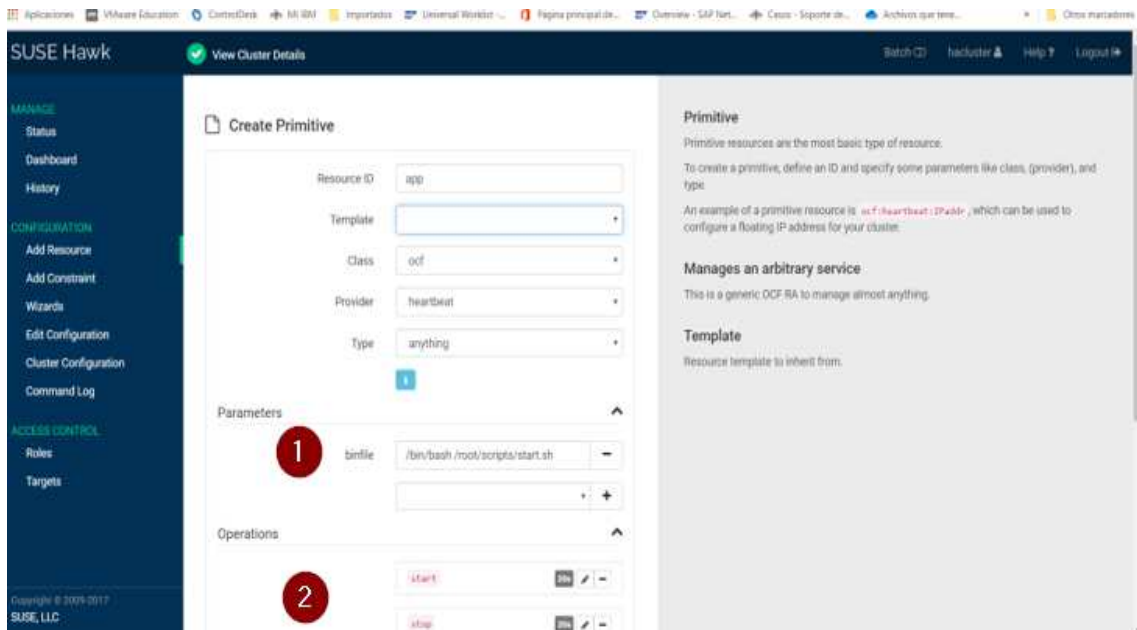 Aplicaciones VMware Education ControlDesk Mi IBM Importados Universal Worklist -... Página principal de... Overview - SAP Net... Casos - Soporte de... Archivos que tene... » Otros marcadores
SUSE Hawk
View Cluster Details
Batch
hacluster
Help ?
Logout
MANAGE
Status
Dashboard
History
CONFIGURATION
Add Resource
Add Constraint
Wizards
Edit Configuration
Cluster Configuration
Command Log
ACCESS CONTROL
Roles
Targets
Copyright © 2009-2017
SUSE, LLC
Create Primitive
Resource ID app
Template
Class ocf
Provider heartbeat
Type anything
i
Parameters
1
binfile /bin/bash /root/scripts/start.sh
Operations
2
start 20s
stop 20s
Primitive
Primitive resources are the most basic type of resource.
To create a primitive, define an ID and specify some parameters like class, (provider), and
type.
An example of a primitive resource is ocf:heartbeat:IPaddr, which can be used to
configure a floating IP address for your cluster.
Manages an arbitrary service
This is a generic OCF RA to manage almost anything.
Template
Resource template to inherit from.